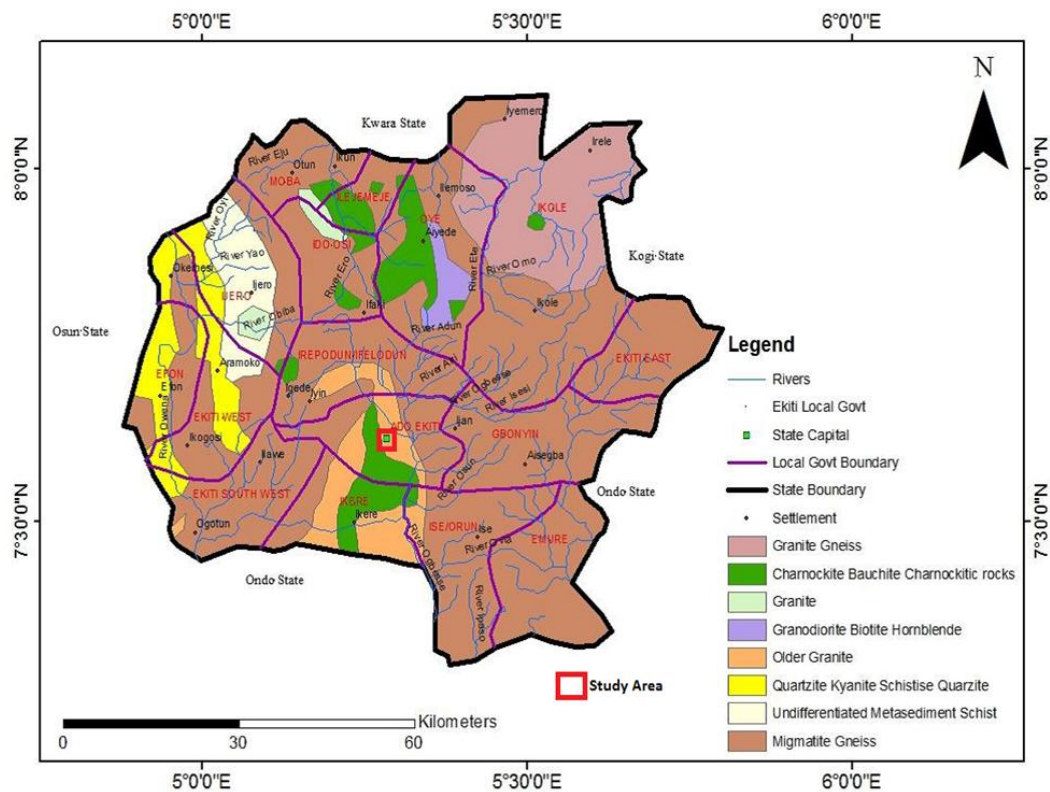 5°0'0"E
5°30'0"E
6°0'0"E
8°0'0"N
7°30'0"N
8°0'0"N
7°30'0"N
5°0'0"E
5°30'0"E
6°0'0"E
N
Kwara State
Kogi State
Osun State
Ondo State
Ondo State
Iyemero
Irele
River Eju
Otun
Ikun
MOBA
ILEJEMEJE
Ilemoso
OYE
IKOLE
River Oyi
Aiyede
IDO-OSI
River Yao
River Ero
River Ele
River Omo
Okemesi
Ijero
IJERO
River Obiba
Ifaki
Ikole
River Adun
IREPODUN-IFELODUN
EKITI EAST
Aramoko
River Airi
EFON
Efon
Igede
Iyin
River Ogbesse
River Isesi
River Owena
EKITI WEST
ADO EKITI
Ijan
GBONYIN
Ikogosi
Ilawe
Aisegba
River Osun
EKITI SOUTH WEST
IKERE
Ikere
Ogotun
ISE/ORUN
Ise
EMURE
River Ogbesse
Legend
Rivers
Ekiti Local Govt
State Capital
Local Govt Boundary
State Boundary
Settlement
Granite Gneiss
Charnockite Bauchite Charnockitic rocks
Granite
Granodiorite Biotite Hornblende
Older Granite
Quartzite Kyanite Schistise Quarzite
Undifferentiated Metasediment Schist
Migmatite Gneiss
Study Area
Kilometers
0
30
60